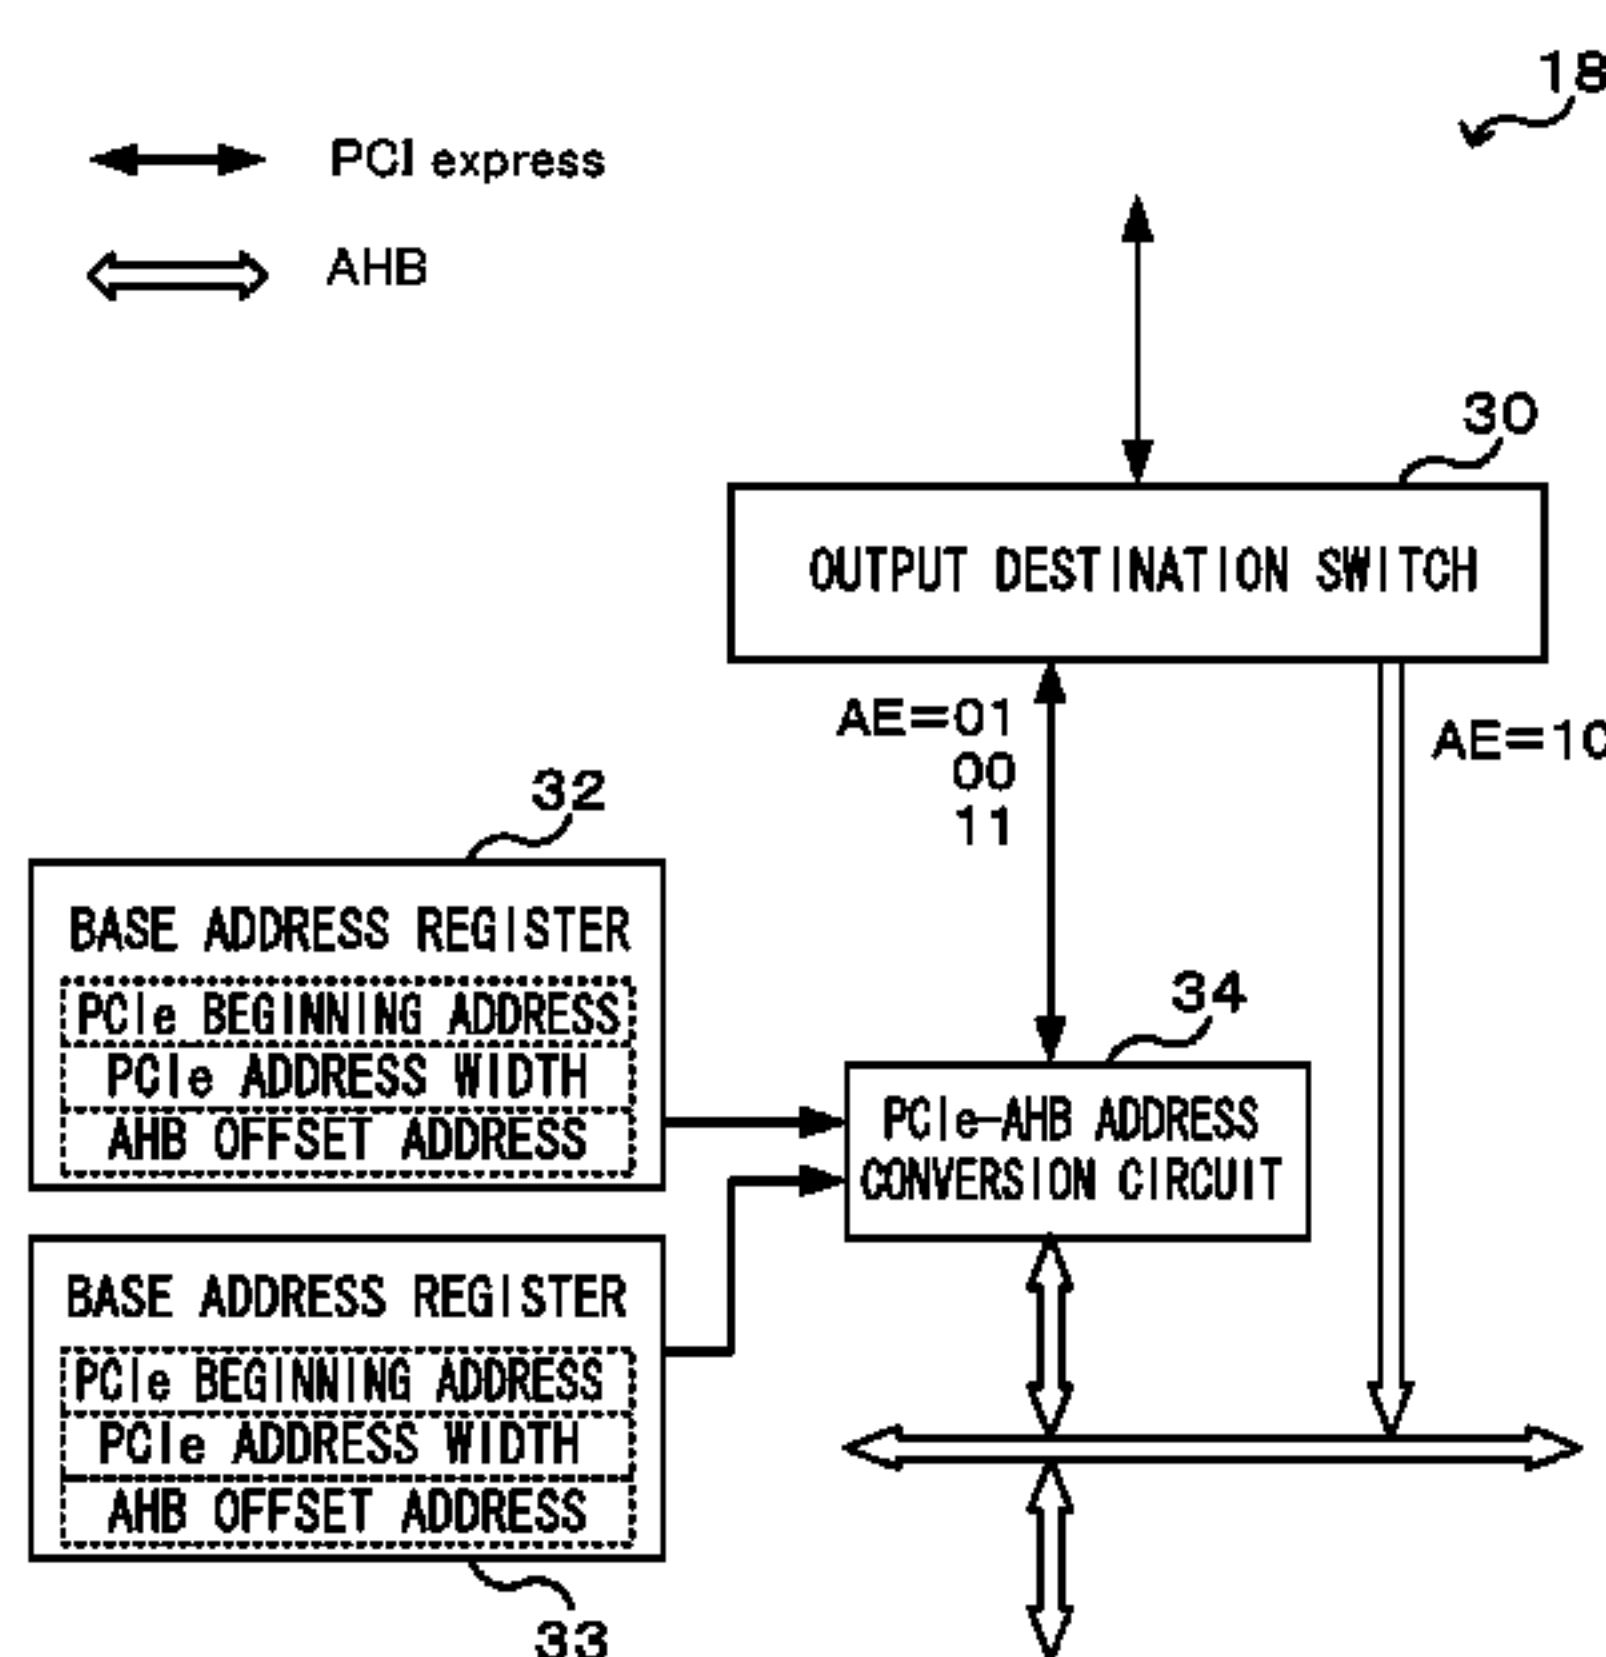 18
PCI express
AHB
30
OUTPUT DESTINATION SWITCH
AE=01
00
11
AE=10
32
BASE ADDRESS REGISTER
PCIe BEGINNING ADDRESS
PCIe ADDRESS WIDTH
AHB OFFSET ADDRESS
34
PCIe-AHB ADDRESS
CONVERSION CIRCUIT
BASE ADDRESS REGISTER
PCIe BEGINNING ADDRESS
PCIe ADDRESS WIDTH
AHB OFFSET ADDRESS
33